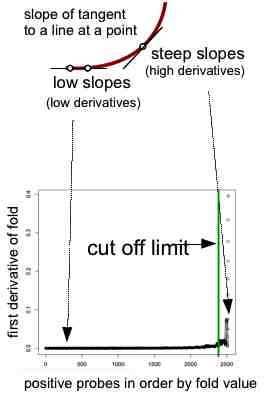 slope of tangent
to a line at a point
steep slopes
(high derivatives)
low slopes
(low derivatives)
first derivative of fold
0.4
0.3
0.2
0.1
0.0
cut off limit
0
500
1000
1500
2000
2500
positive probes in order by fold value